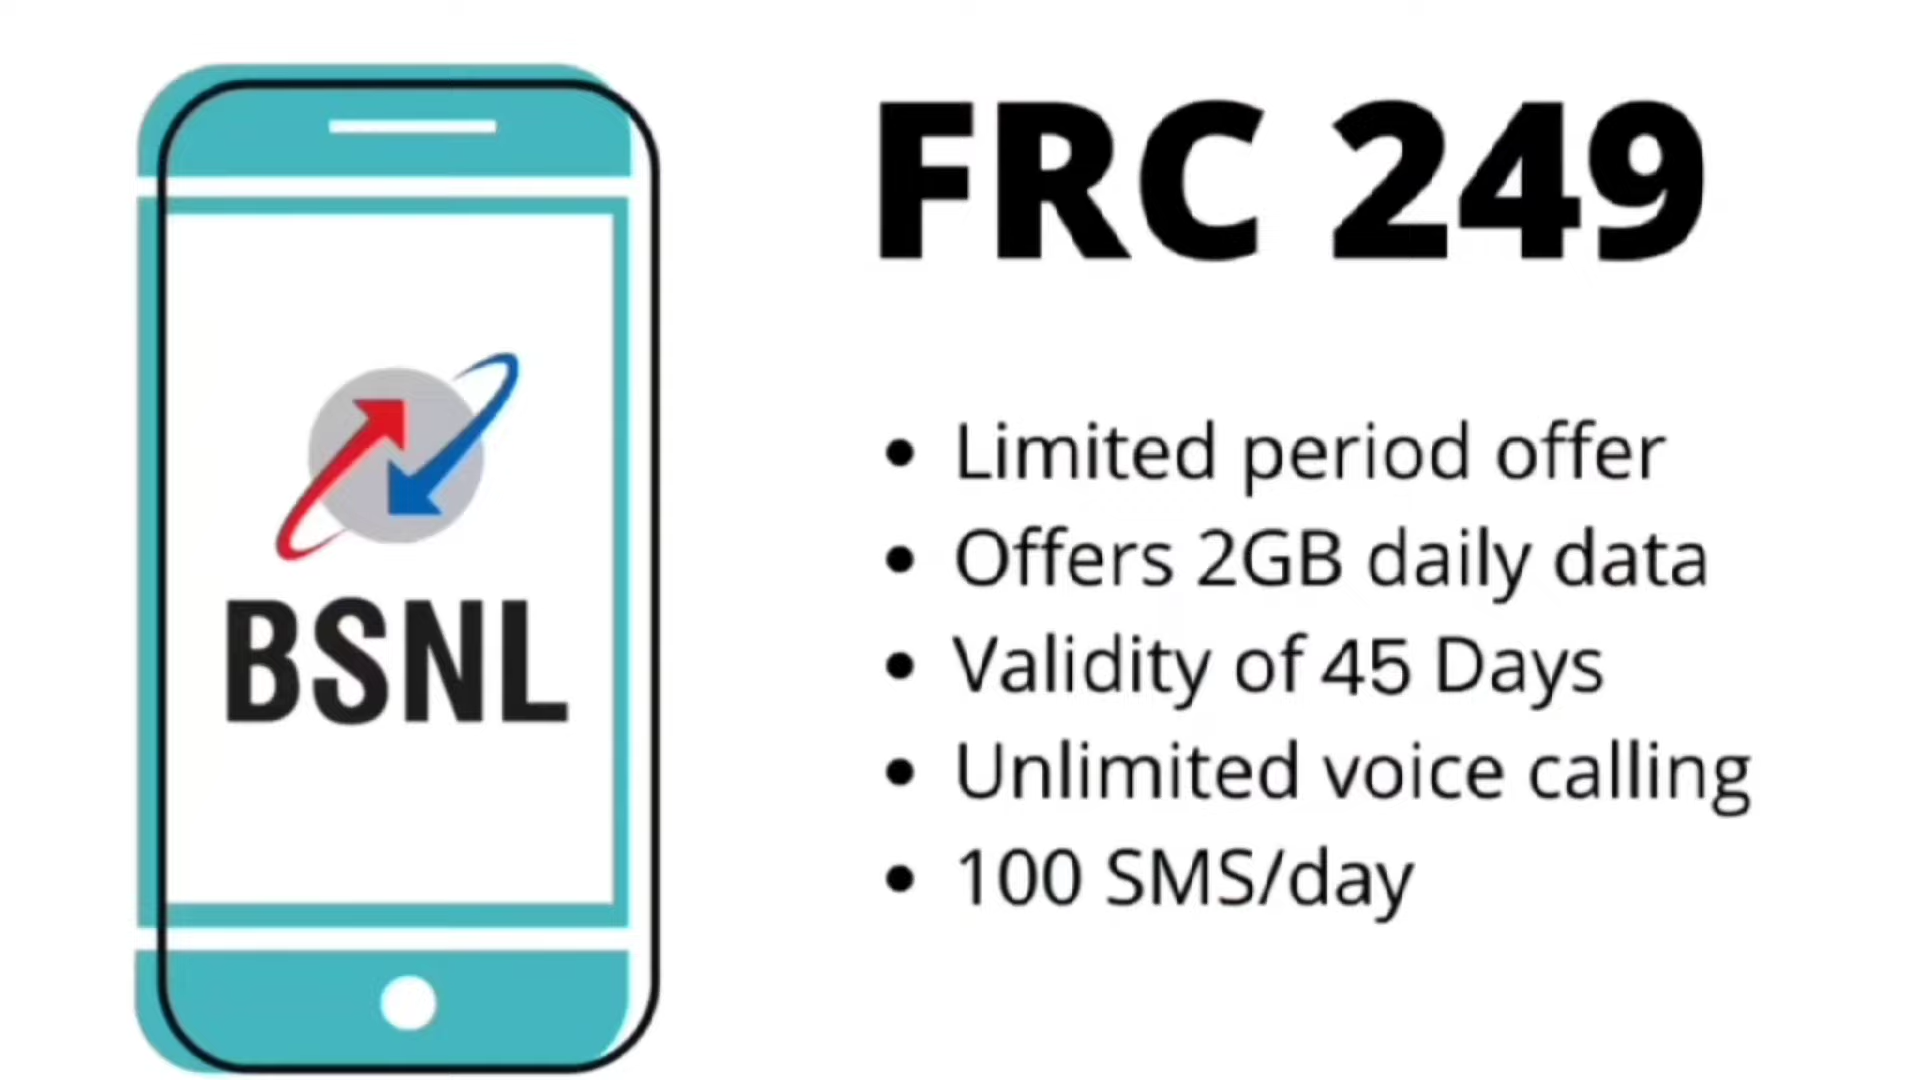 BSNL
FRC 249
• Limited period offer
• Offers 2GB daily data
• Validity of 45 Days
• Unlimited voice calling
• 100 SMS/day